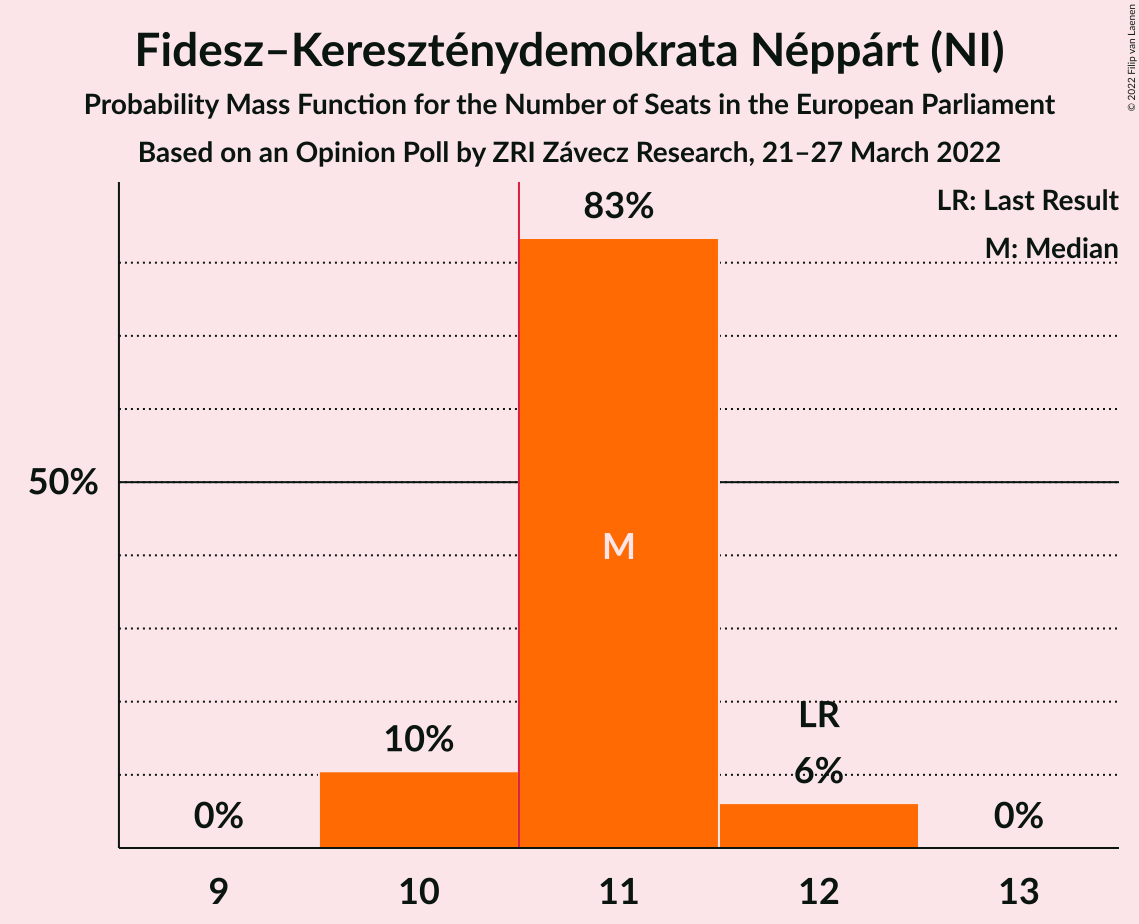 Fidesz–Kereszténydemokrata Néppárt (NI)
Probability Mass Function for the Number of Seats in the European Parliament
Based on an Opinion Poll by ZRI Závecz Research, 21–27 March 2022
© 2022 Filip van Laenen
LR: Last Result
M: Median
83%
50%
M
LR
10%
6%
0%
0%
9 10 11 12 13